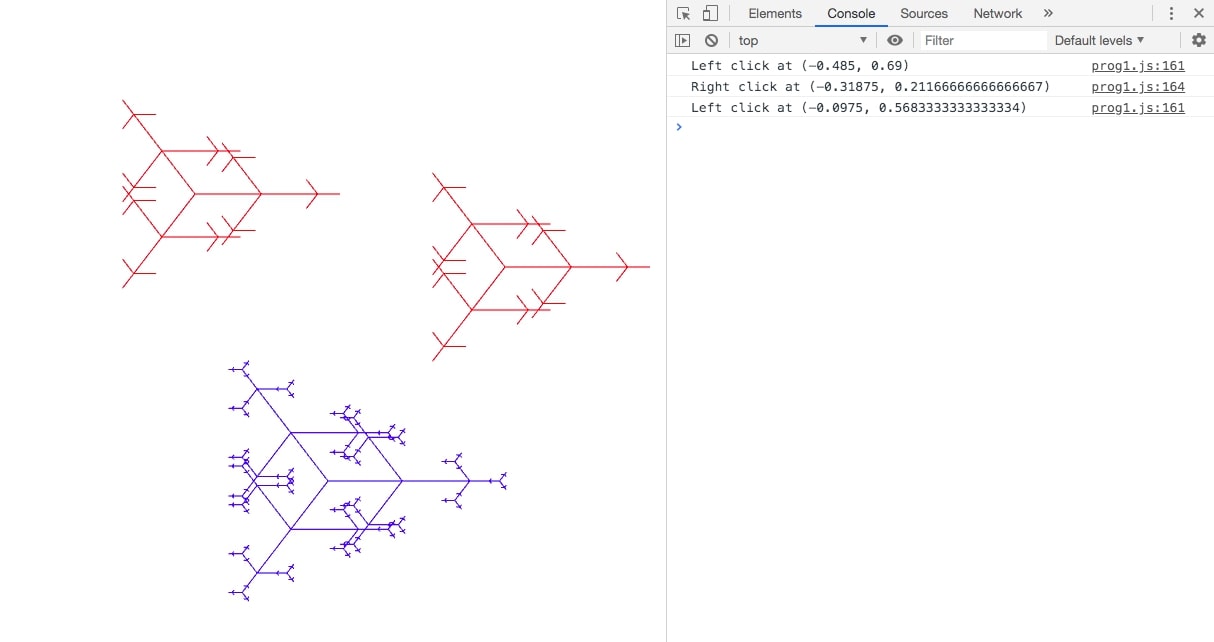 Elements Console Sources Network »
top Filter Default levels
Left click at (−0.485, 0.69) prog1.js:161
Right click at (−0.31875, 0.21166666666666667) prog1.js:164
Left click at (−0.0975, 0.5683333333333334) prog1.js:161